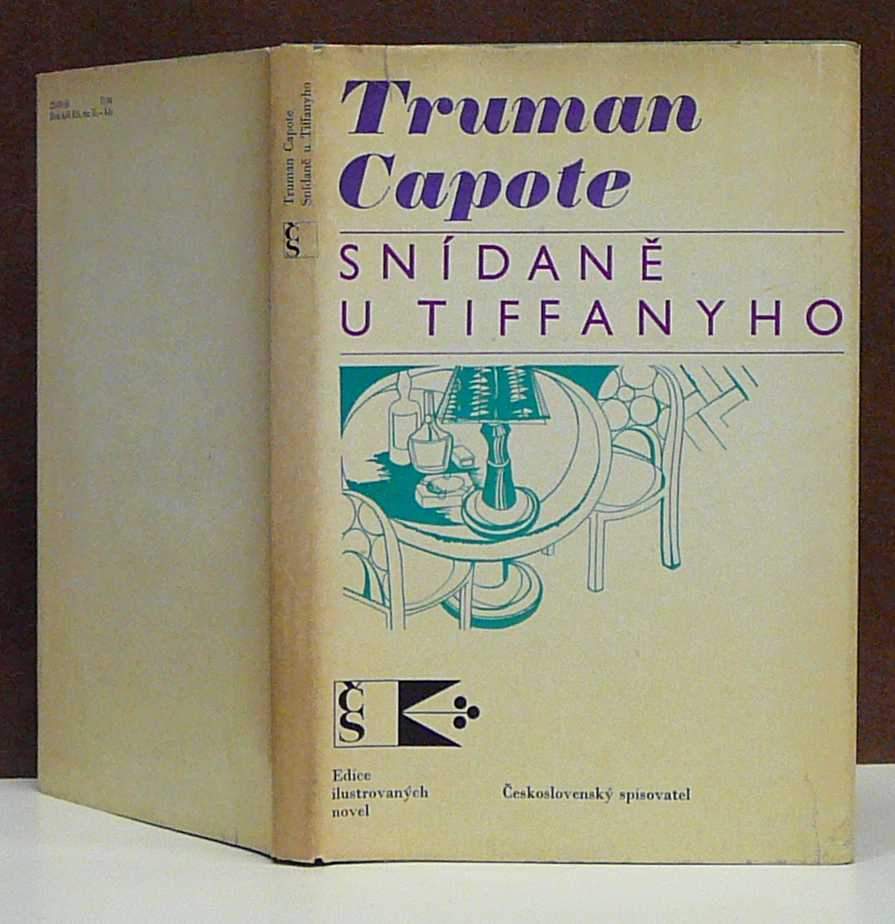 Truman Capote
Snídaně u Tiffanyho
ČS
Truman
Capote
SNÍDANĚ
U TIFFANYHO
ČS
Edice
ilustrovaných
novel
Československý spisovatel